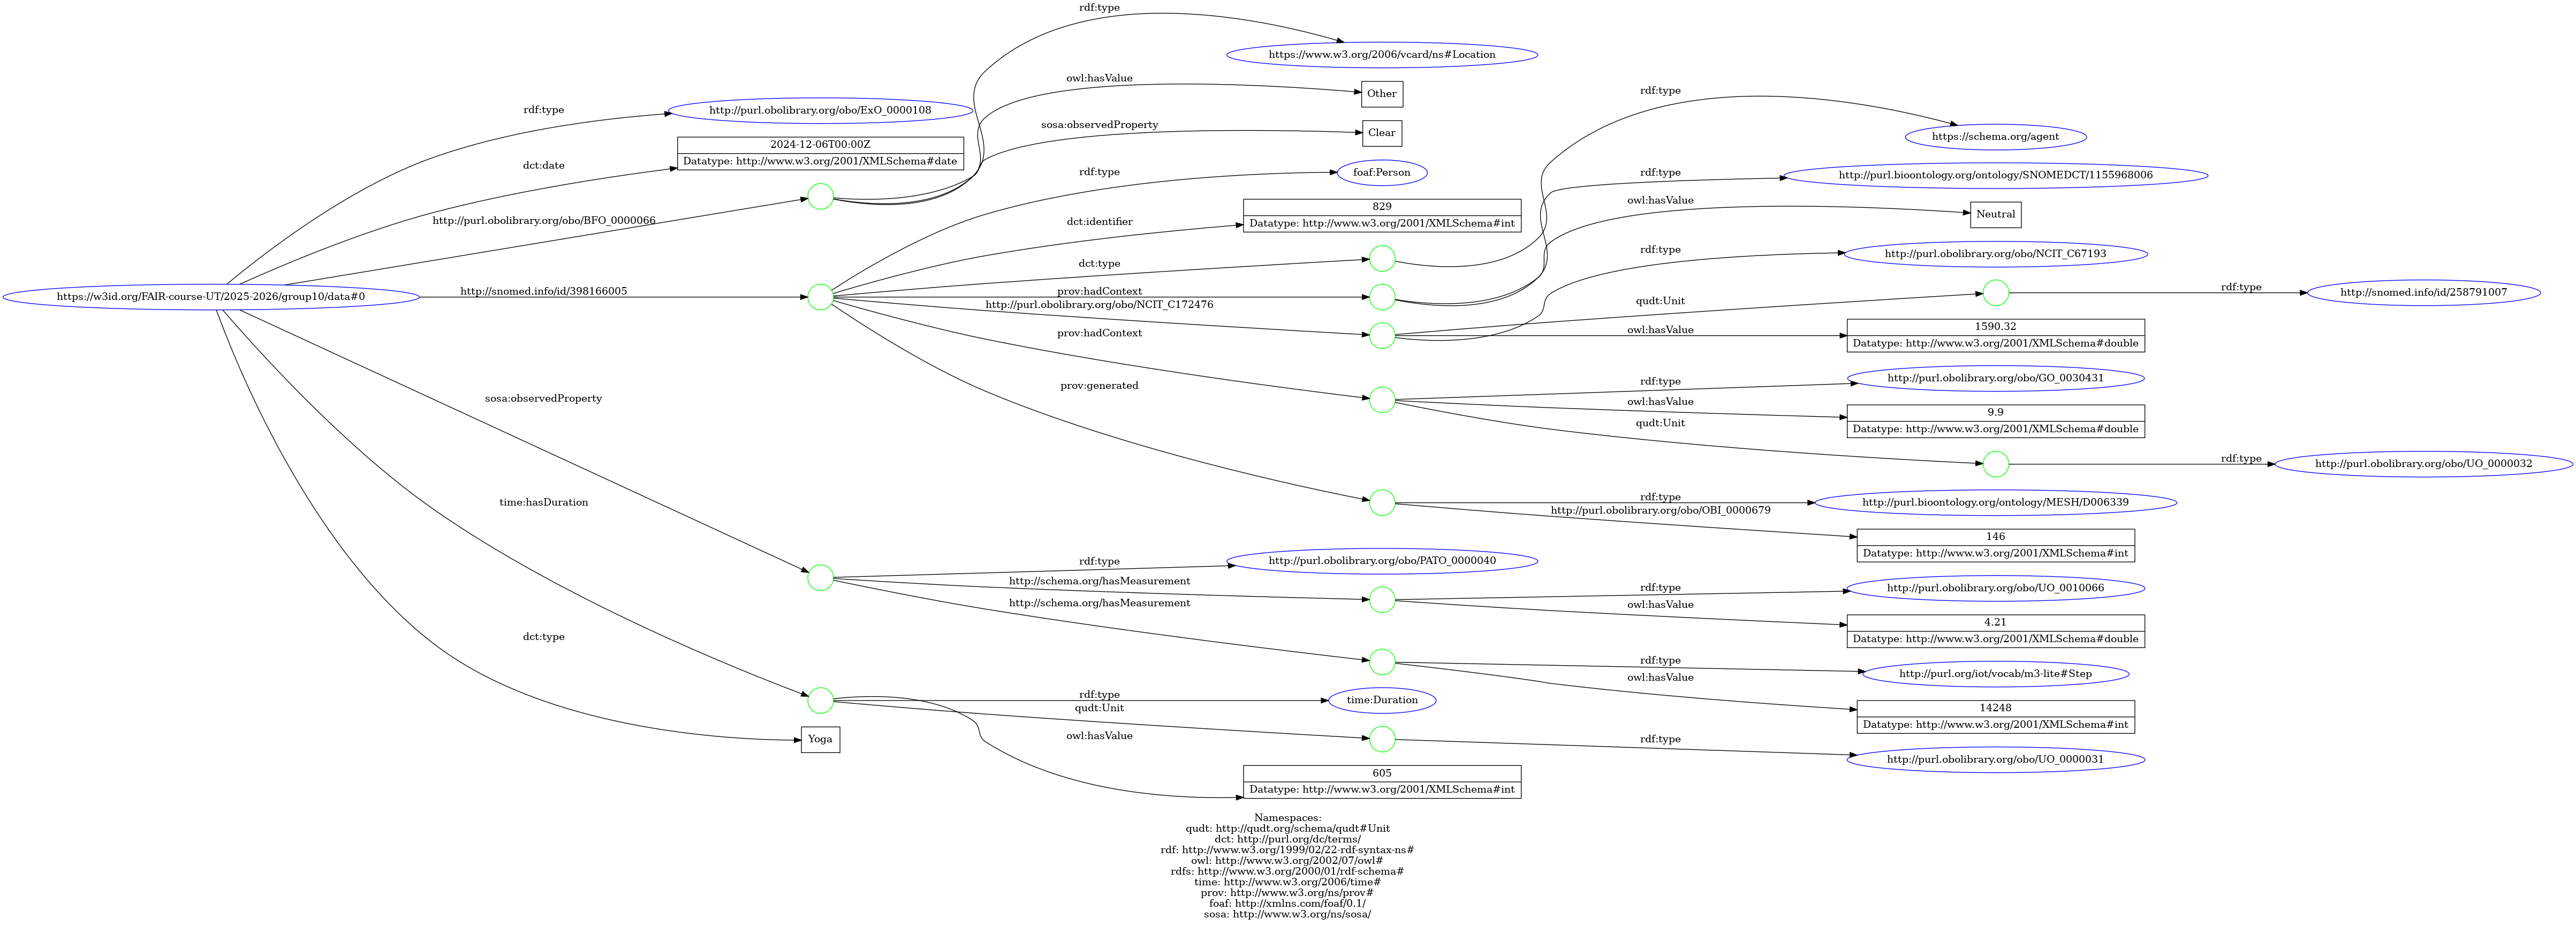 rdf:type
https://www.w3.org/2006/vcard/ns#Location
owl:hasValue
Other
rdf:type
http://purl.obolibrary.org/obo/ExO_0000108
sosa:observedProperty
Clear
rdf:type
https://schema.org/agent
dct:date
2024-12-06T00:00Z
Datatype: http://www.w3.org/2001/XMLSchema#date
rdf:type
foaf:Person
rdf:type
http://purl.bioontology.org/ontology/SNOMEDCT/1155968006
http://purl.obolibrary.org/obo/BFO_0000066
dct:identifier
829
Datatype: http://www.w3.org/2001/XMLSchema#int
owl:hasValue
Neutral
dct:type
rdf:type
http://purl.obolibrary.org/obo/NCIT_C67193
https://w3id.org/FAIR-course-UT/2025-2026/group10/data#0
http://snomed.info/id/398166005
prov:hadContext
http://purl.obolibrary.org/obo/NCIT_C172476
qudt:Unit
rdf:type
http://snomed.info/id/258791007
owl:hasValue
1590.32
Datatype: http://www.w3.org/2001/XMLSchema#double
prov:hadContext
rdf:type
http://purl.obolibrary.org/obo/GO_0030431
owl:hasValue
9.9
Datatype: http://www.w3.org/2001/XMLSchema#double
qudt:Unit
rdf:type
http://purl.obolibrary.org/obo/UO_0000032
prov:generated
rdf:type
http://purl.bioontology.org/ontology/MESH/D006339
http://purl.obolibrary.org/obo/OBI_0000679
146
Datatype: http://www.w3.org/2001/XMLSchema#int
sosa:observedProperty
rdf:type
http://purl.obolibrary.org/obo/PATO_0000040
http://schema.org/hasMeasurement
rdf:type
http://purl.obolibrary.org/obo/UO_0010066
owl:hasValue
4.21
Datatype: http://www.w3.org/2001/XMLSchema#double
http://schema.org/hasMeasurement
rdf:type
http://purl.org/iot/vocab/m3-lite#Step
owl:hasValue
14248
Datatype: http://www.w3.org/2001/XMLSchema#int
time:hasDuration
rdf:type
time:Duration
qudt:Unit
rdf:type
http://purl.obolibrary.org/obo/UO_0000031
owl:hasValue
605
Datatype: http://www.w3.org/2001/XMLSchema#int
dct:type
Yoga
Namespaces:
qudt: http://qudt.org/schema/qudt#Unit
dct: http://purl.org/dc/terms/
rdf: http://www.w3.org/1999/02/22-rdf-syntax-ns#
owl: http://www.w3.org/2002/07/owl#
rdfs: http://www.w3.org/2000/01/rdf-schema#
time: http://www.w3.org/2006/time#
prov: http://www.w3.org/ns/prov#
foaf: http://xmlns.com/foaf/0.1/
sosa: http://www.w3.org/ns/sosa/